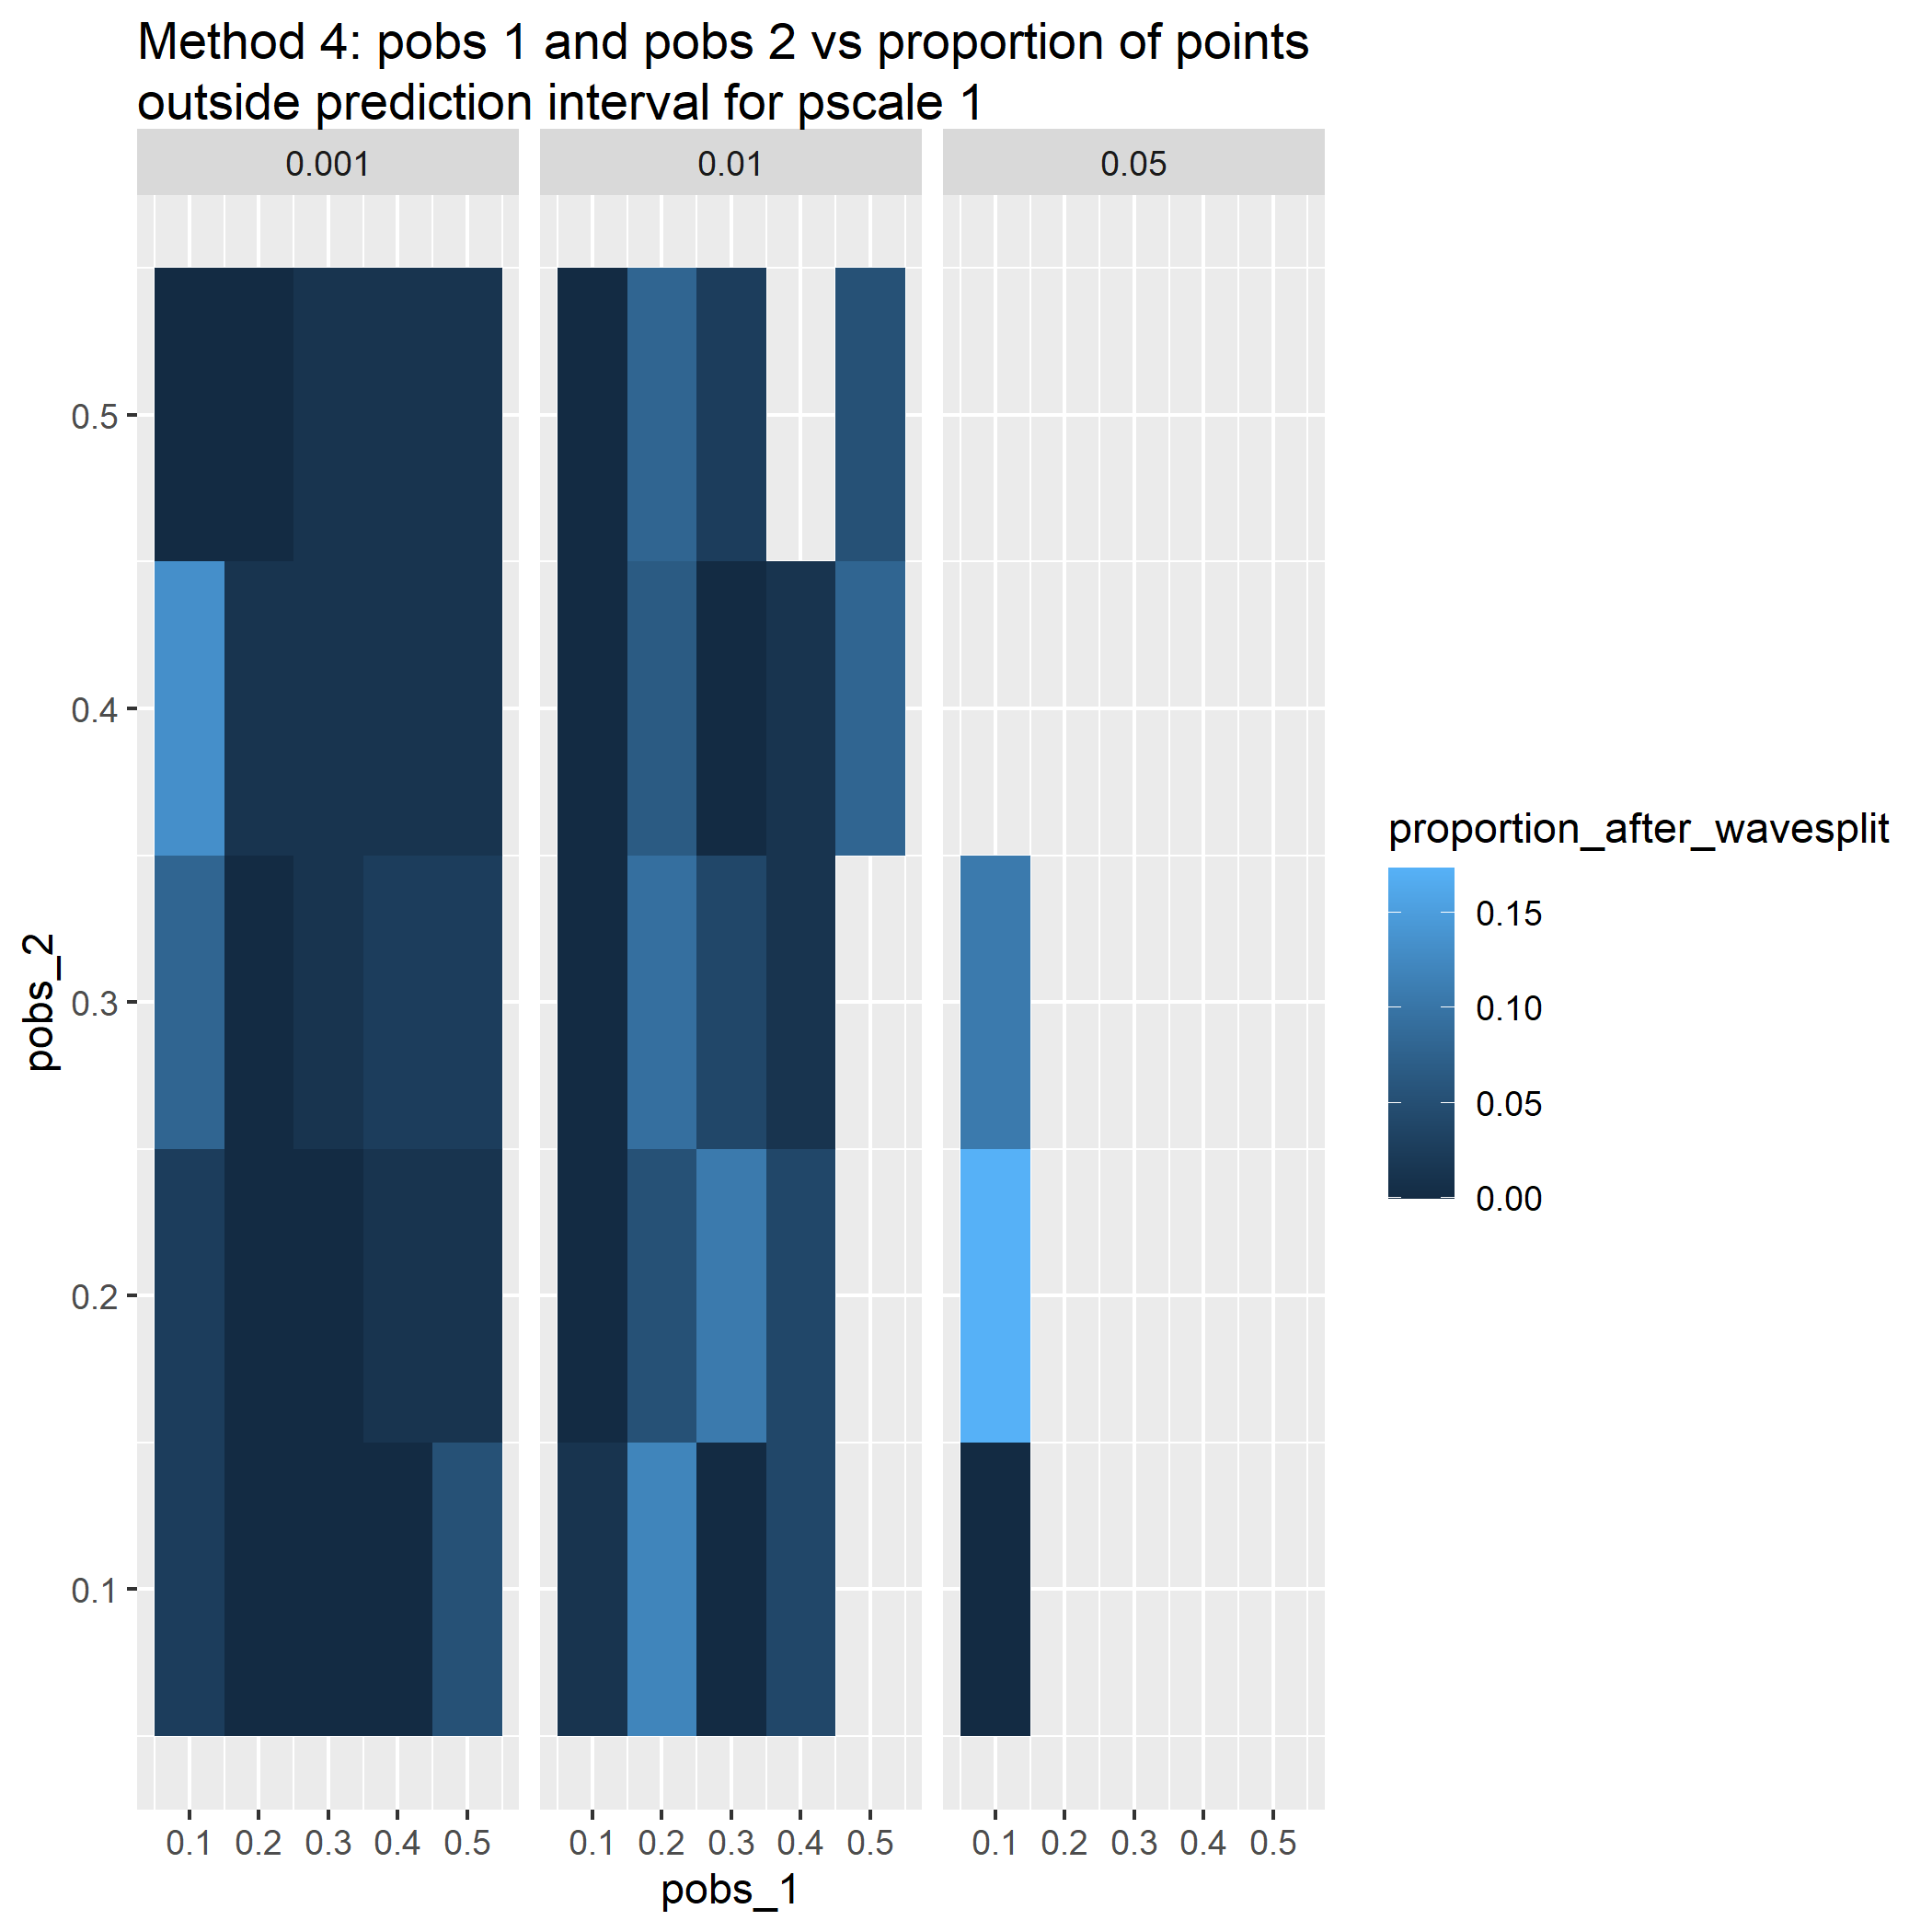 Method 4: pobs 1 and pobs 2 vs proportion of points
outside prediction interval for pscale 1
0.001
0.01
0.05
pobs_2
0.5
0.4
0.3
0.2
0.1
0.1 0.2 0.3 0.4 0.5
0.1 0.2 0.3 0.4 0.5
0.1 0.2 0.3 0.4 0.5
pobs_1
proportion_after_wavesplit
0.15
0.10
0.05
0.00